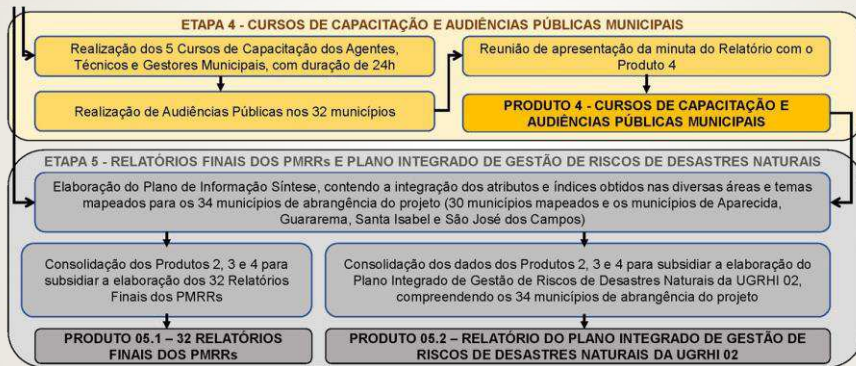 ETAPA 4 - CURSOS DE CAPACITAÇÃO E AUDIÊNCIAS PÚBLICAS MUNICIPAIS
Realização dos 5 Cursos de Capacitação dos Agentes,
Técnicos e Gestores Municipais, com duração de 24h
Realização de Audiências Públicas nos 32 municípios
Reunião de apresentação da minuta do Relatório com o
Produto 4
PRODUTO 4 - CURSOS DE CAPACITAÇÃO E
AUDIÊNCIAS PÚBLICAS MUNICIPAIS
ETAPA 5 - RELATÓRIOS FINAIS DOS PMRRs E PLANO INTEGRADO DE GESTÃO DE RISCOS DE DESASTRES NATURAIS
Elaboração do Plano de Informação Síntese, contendo a integração dos atributos e índices obtidos nas diversas áreas e temas
mapeados para os 34 municípios de abrangência do projeto (30 municípios mapeados e os municípios de Aparecida,
Guararema, Santa Isabel e São José dos Campos)
Consolidação dos Produtos 2, 3 e 4 para
subsidiar a elaboração dos 32 Relatórios
Finais dos PMRRs
Consolidação dos dados dos Produtos 2, 3 e 4 para subsidiar a elaboração do
Plano Integrado de Gestão de Riscos de Desastres Naturais da UGRHI 02,
compreendendo os 34 municípios de abrangência do projeto
PRODUTO 05.1 – 32 RELATÓRIOS
FINAIS DOS PMRRs
PRODUTO 05.2 – RELATÓRIO DO PLANO INTEGRADO DE GESTÃO DE
RISCOS DE DESASTRES NATURAIS DA UGRHI 02